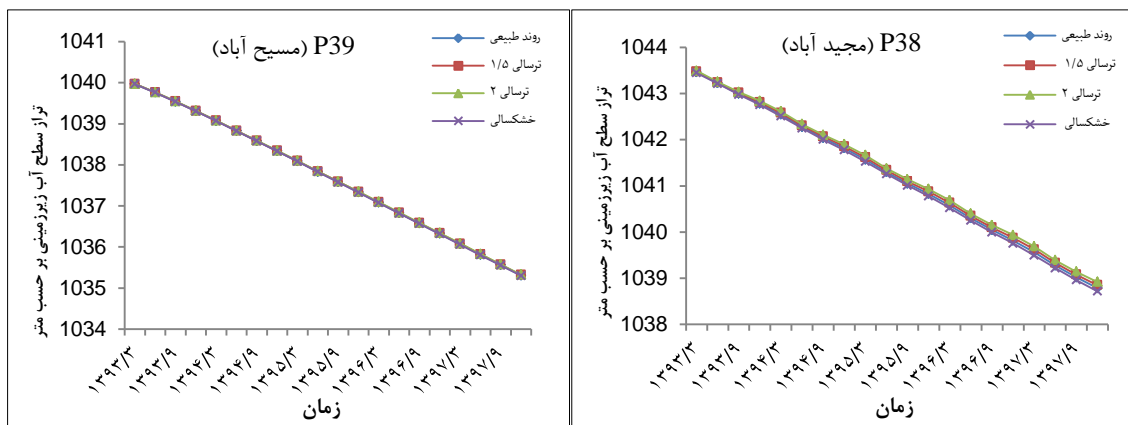 P39 (مسیح آباد)
روند طبیعی
ترسالی ۱/۵
ترسالی ۲
خشکسالی
تراز سطح آب زیرزمینی بر حسب متر
1041
1040
1039
1038
1037
1036
1035
1034
۱۳۹۳/۳
۱۳۹۳/۹
۱۳۹۴/۳
۱۳۹۴/۹
۱۳۹۵/۳
۱۳۹۵/۹
۱۳۹۶/۳
۱۳۹۶/۹
۱۳۹۷/۳
۱۳۹۷/۹
زمان
P38 (مجید آباد)
روند طبیعی
ترسالی ۱/۵
ترسالی ۲
خشکسالی
تراز سطح آب زیرزمینی بر حسب متر
1044
1043
1042
1041
1040
1039
1038
۱۳۹۳/۳
۱۳۹۳/۹
۱۳۹۴/۳
۱۳۹۴/۹
۱۳۹۵/۳
۱۳۹۵/۹
۱۳۹۶/۳
۱۳۹۶/۹
۱۳۹۷/۳
۱۳۹۷/۹
زمان